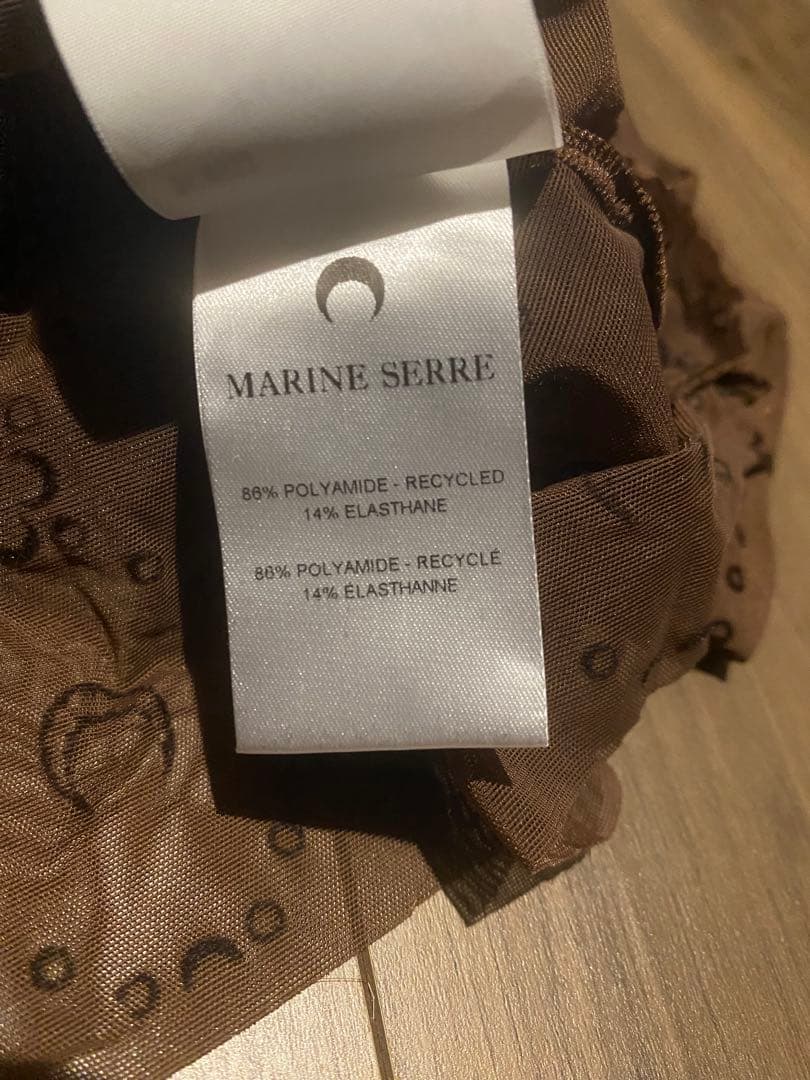 MARINE SERRE
86% POLYAMIDE - RECYCLED
14% ELASTHANE
86% POLYAMIDE - RECYCLÉ
14% ÉLASTHANNE